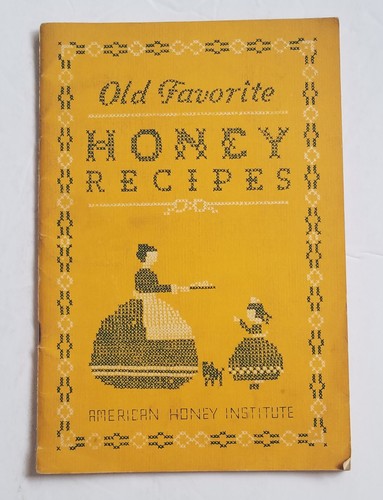 Old Favorite
HONEY
RECIPES
AMERICAN HONEY INSTITUTE